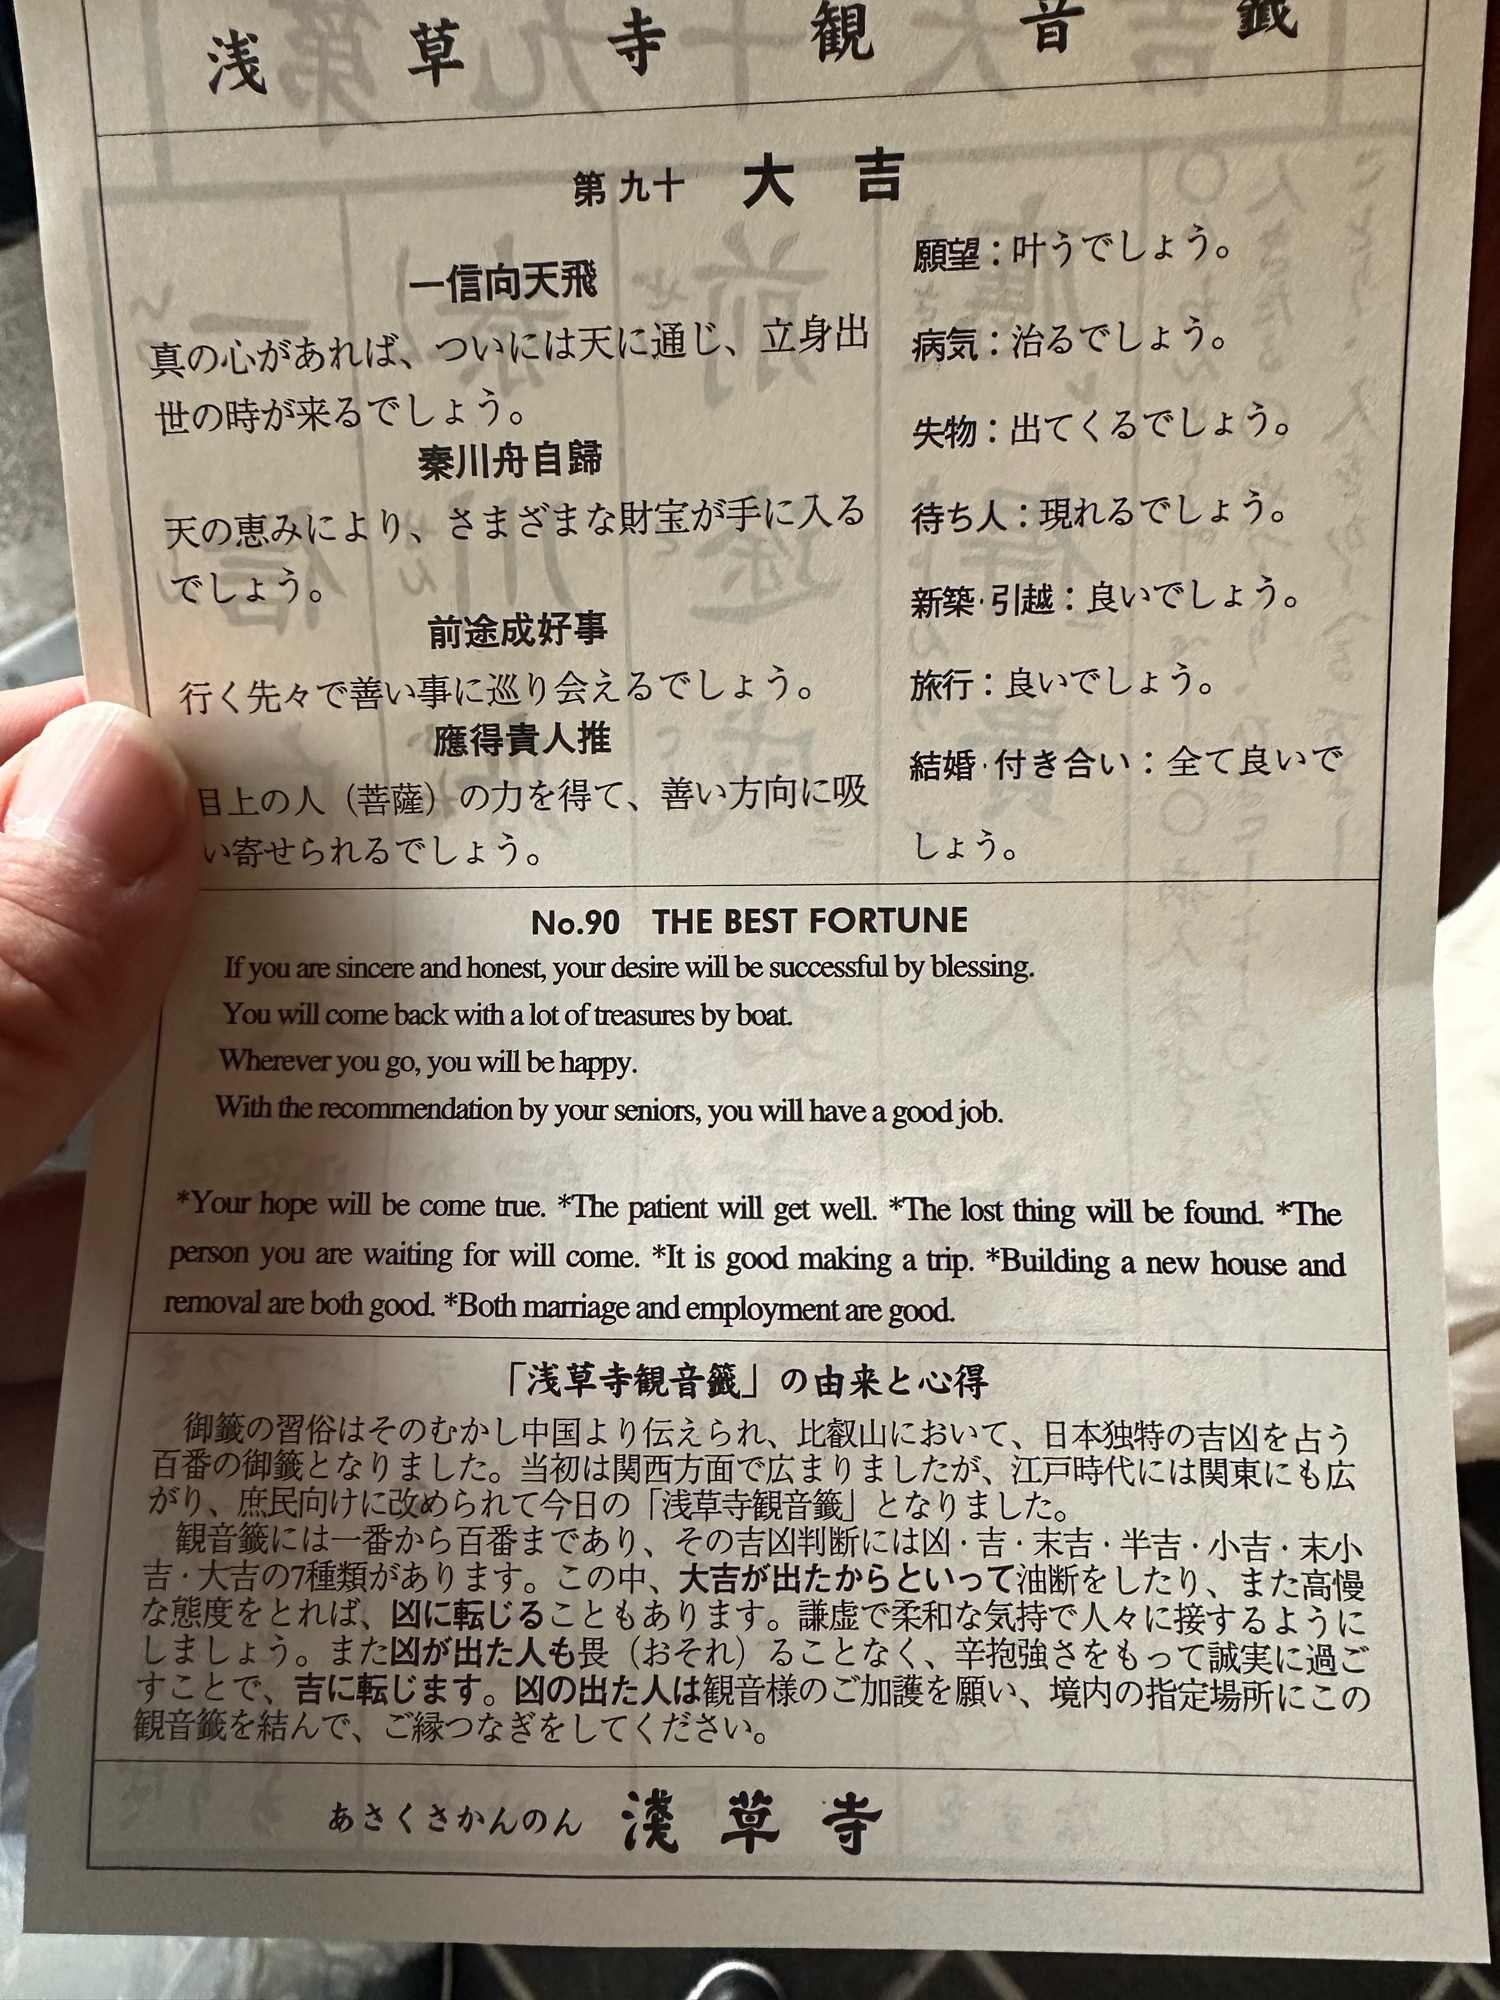 浅草寺観音籤
第九十 大吉
一信向天飛
真の心があれば、ついには天に通じ、立身出
世の時が来るでしょう。
秦川舟自歸
天の恵みにより、さまざまな財宝が手に入る
でしょう。
前途成好事
行く先々で善い事に巡り会えるでしょう。
應得貴人推
目上の人（菩薩）の力を得て、善い方向に吸
い寄せられるでしょう。
願望：叶うでしょう。
病気：治るでしょう。
失物：出てくるでしょう。
待ち人：現れるでしょう。
新築・引越：良いでしょう。
旅行：良いでしょう。
結婚・付き合い：全て良いで
しょう。
No.90 THE BEST FORTUNE
If you are sincere and honest, your desire will be successful by blessing.
You will come back with a lot of treasures by boat.
Wherever you go, you will be happy.
With the recommendation by your seniors, you will have a good job.
*Your hope will be come true. *The patient will get well. *The lost thing will be found. *The
person you are waiting for will come. *It is good making a trip. *Building a new house and
removal are both good. *Both marriage and employment are good.
「浅草寺観音籤」の由来と心得
御籤の習俗はそのむかし中国より伝えられ、比叡山において、日本独特の吉凶を占う
百番の御籤となりました。当初は関西方面で広まりましたが、江戸時代には関東にも広
がり、庶民向けに改められて今日の「浅草寺観音籤」となりました。
観音籤には一番から百番まであり、その吉凶判断には凶・吉・末吉・半吉・小吉・末小
吉・大吉の7種類があります。この中、大吉が出たからといって油断をしたり、また高慢
な態度をとれば、凶に転じることもあります。謙虚で柔和な気持で人々に接するように
しましょう。また凶が出た人も畏（おそれ）ることなく、辛抱強さをもって誠実に過ご
すことで、吉に転じます。凶の出た人は観音様のご加護を願い、境内の指定場所にこの
観音籤を結んで、ご縁つなぎをしてください。
あさくさかんのん 淺草寺